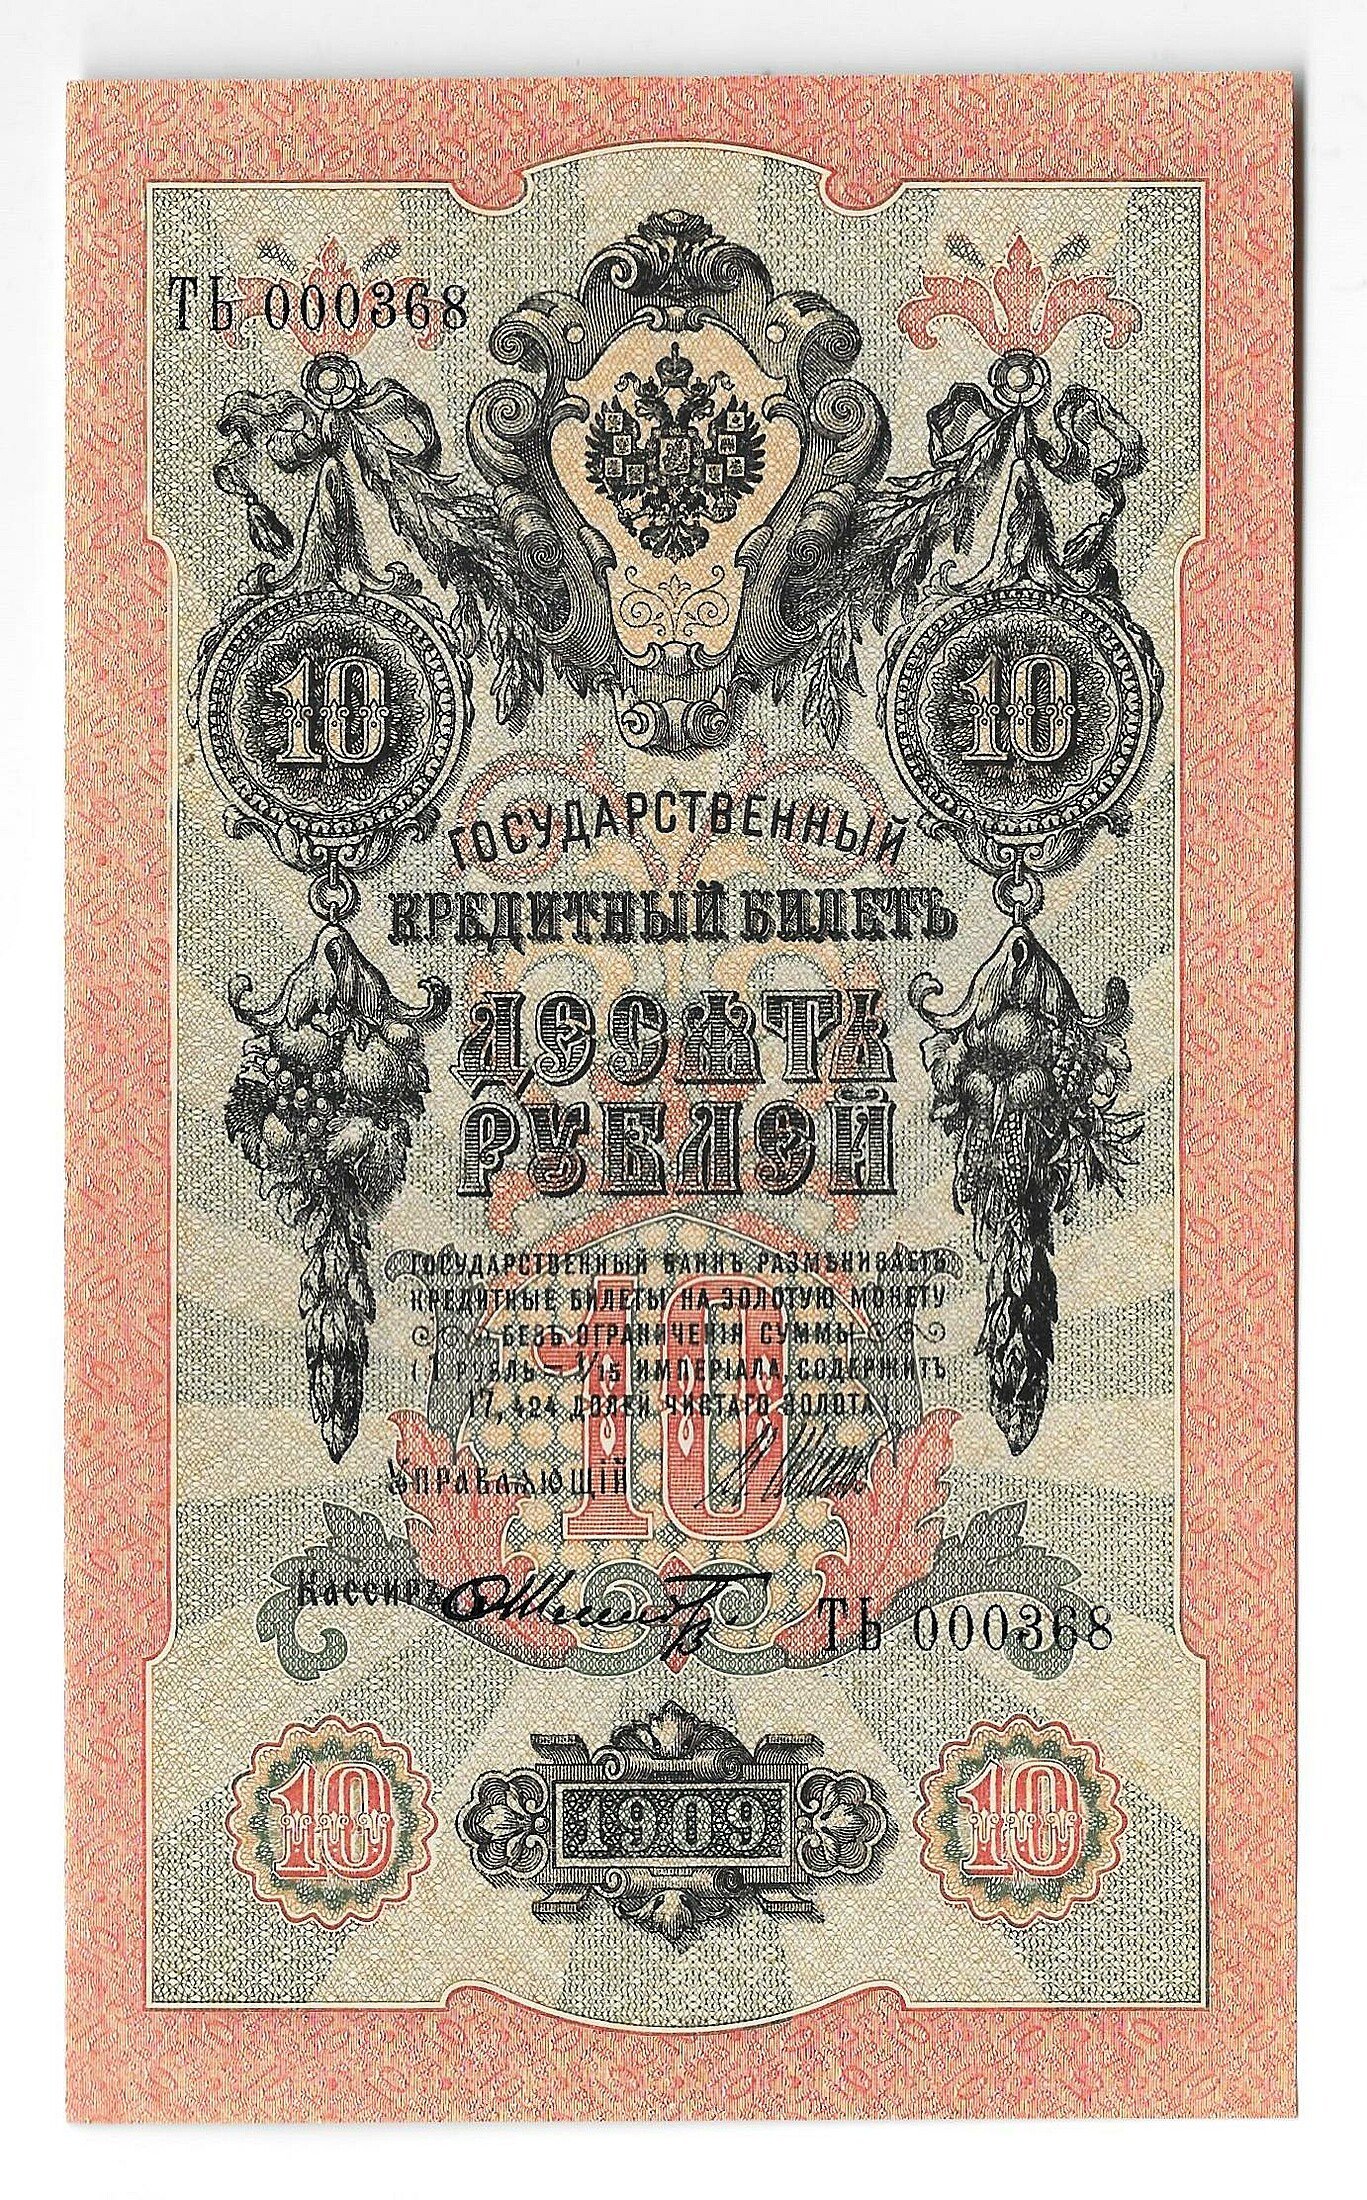 ТЬ 000368
10 10
ГОСУДАРСТВЕННЫЙ
КРЕДИТНЫЙ БИЛЕТЪ
ДЕСЯТЬ
РУБЛЕЙ
ГОСУДАРСТВЕННЫЙ БАНКЪ РАЗМѢНИВАЕТЪ
КРЕДИТНЫЕ БИЛЕТЫ НА ЗОЛОТУЮ МОНЕТУ
БЕЗЪ ОГРАНИЧЕНІЯ СУММЫ
(1 РУБЛЬ = 1/15 ИМПЕРІАЛА, СОДЕРЖИТЪ
17,424 ДОЛЕЙ ЧИСТАГО ЗОЛОТА)
10
УПРАВЛЯЮЩІЙ
Кассиръ
ТЬ 000368
10 1909 10